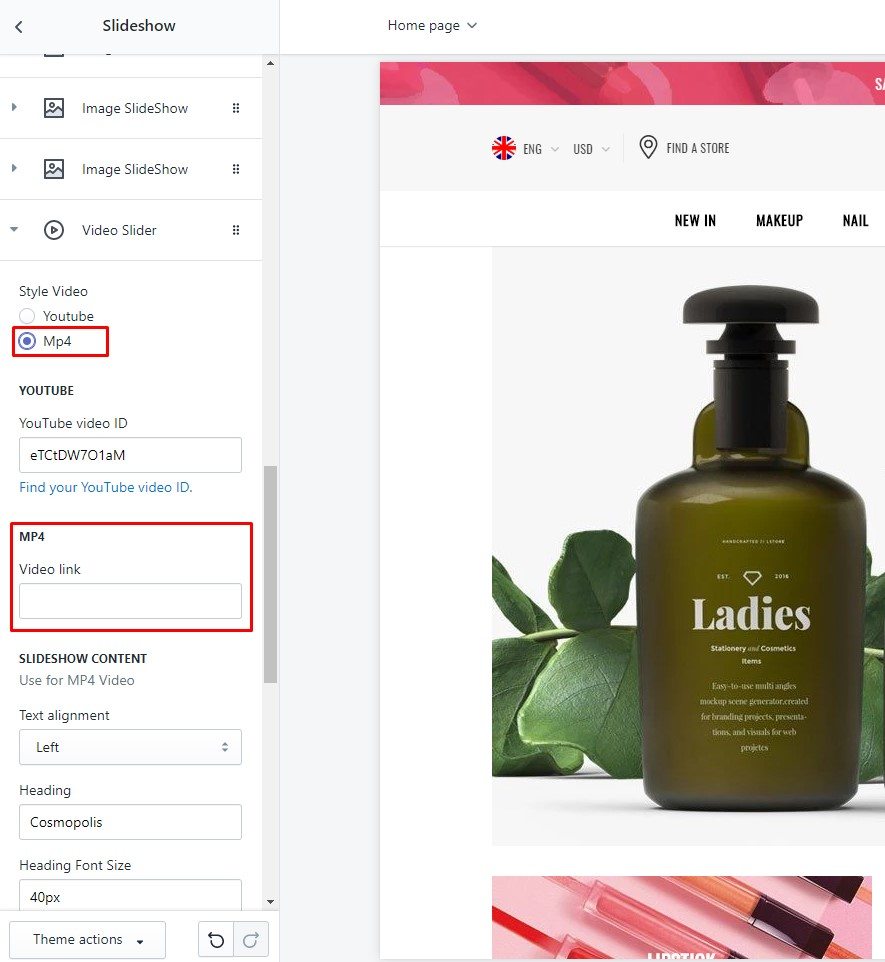 Slideshow
Home page
Image SlideShow
Image SlideShow
Video Slider
Style Video
Youtube
Mp4
YOUTUBE
YouTube video ID
eTCtDW7O1aM
Find your YouTube video ID.
MP4
Video link
SLIDESHOW CONTENT
Use for MP4 Video
Text alignment
Left
Heading
Cosmopolis
Heading Font Size
40px
Theme actions
SA
ENG
USD
FIND A STORE
NEW IN MAKEUP NAIL
HANDCRAFTED
EST. 2016
Ladies
Stationery and Cosmetics
Items
Easy-to-use multi angles
mockup scene generator.created
for branding projects, presenta-
tions, and visuals for web
projetcs
LIPSTICK